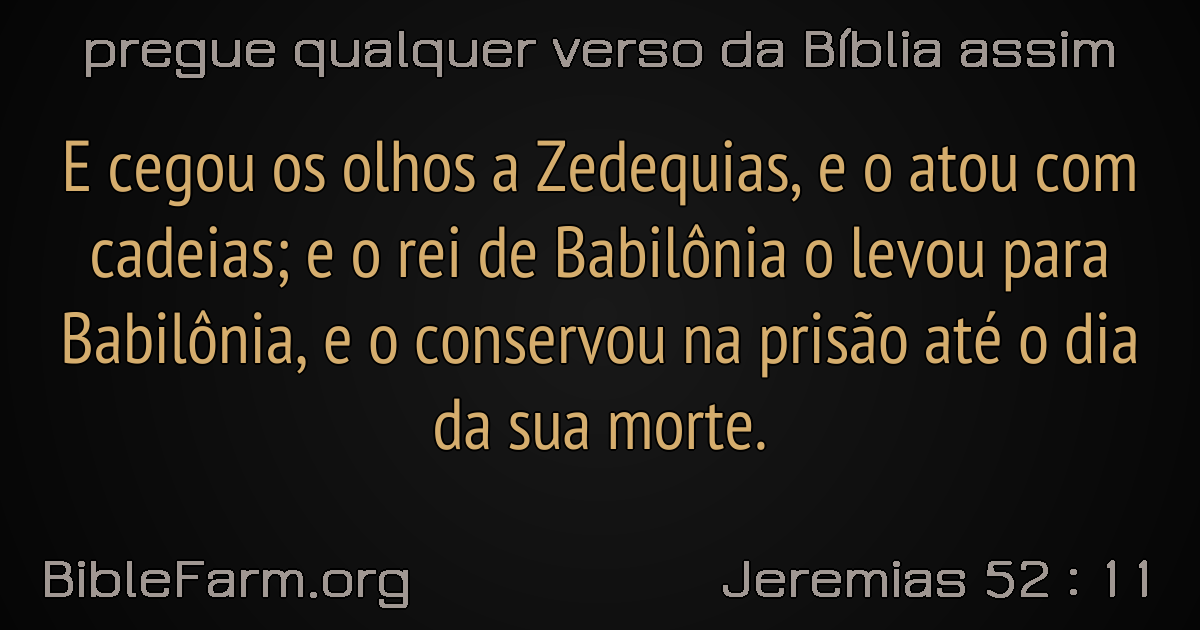 pregue qualquer verso da Bíblia assim
E cegou os olhos a Zedequias, e o atou com
cadeias; e o rei de Babilônia o levou para
Babilônia, e o conservou na prisão até o dia
da sua morte.
BibleFarm.org
Jeremias 52 : 11